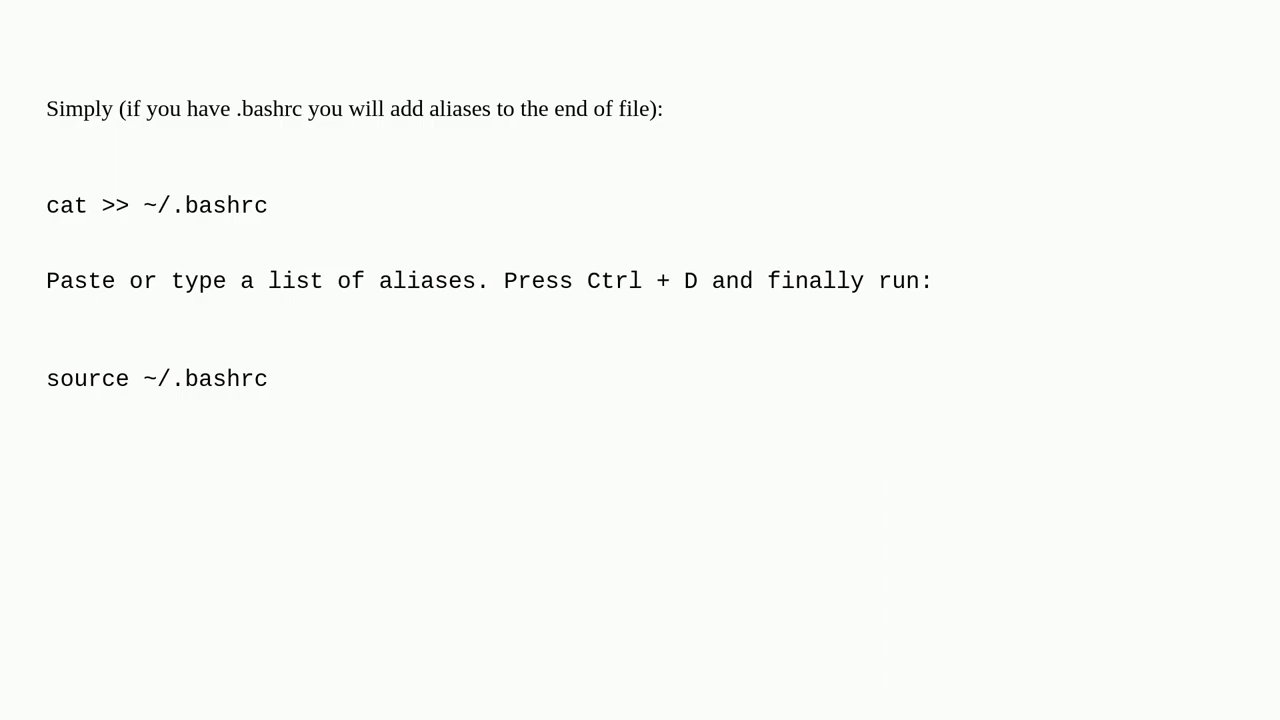 Simply (if you have .bashrc you will add aliases to the end of file):
cat >> ~/.bashrc
Paste or type a list of aliases. Press Ctrl + D and finally run:
source ~/.bashrc